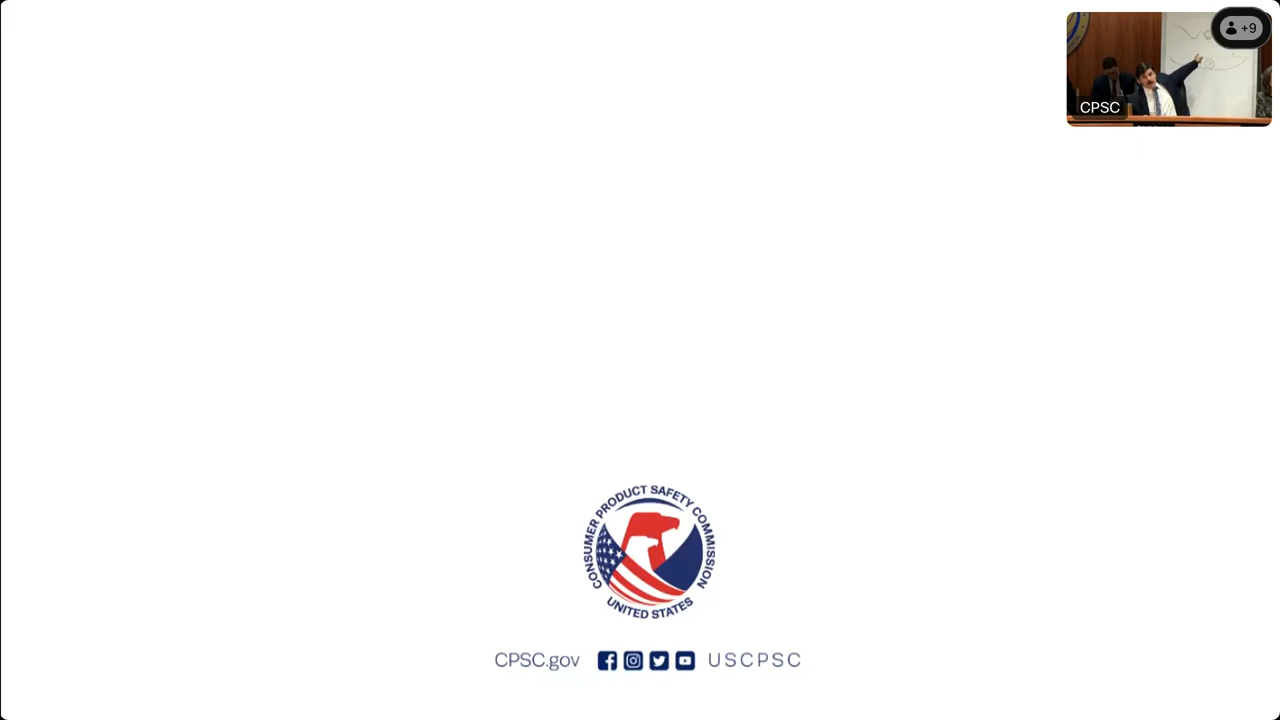 +9
CPSC
CONSUMER PRODUCT SAFETY COMMISSION
UNITED STATES
CPSC.gov
USCPSC